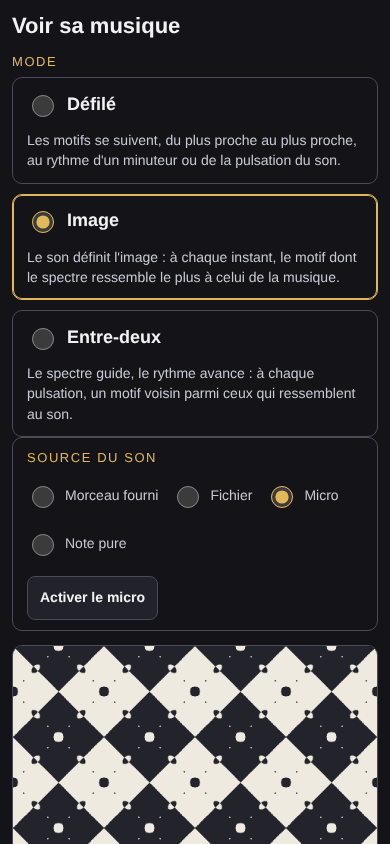 Voir sa musique
MODE
Défilé
Les motifs se suivent, du plus proche au plus proche,
au rythme d'un minuteur ou de la pulsation du son.
Image
Le son définit l'image : à chaque instant, le motif dont
le spectre ressemble le plus à celui de la musique.
Entre-deux
Le spectre guide, le rythme avance : à chaque
pulsation, un motif voisin parmi ceux qui ressemblent
au son.
SOURCE DU SON
Morceau fourni Fichier Micro
Note pure
Activer le micro